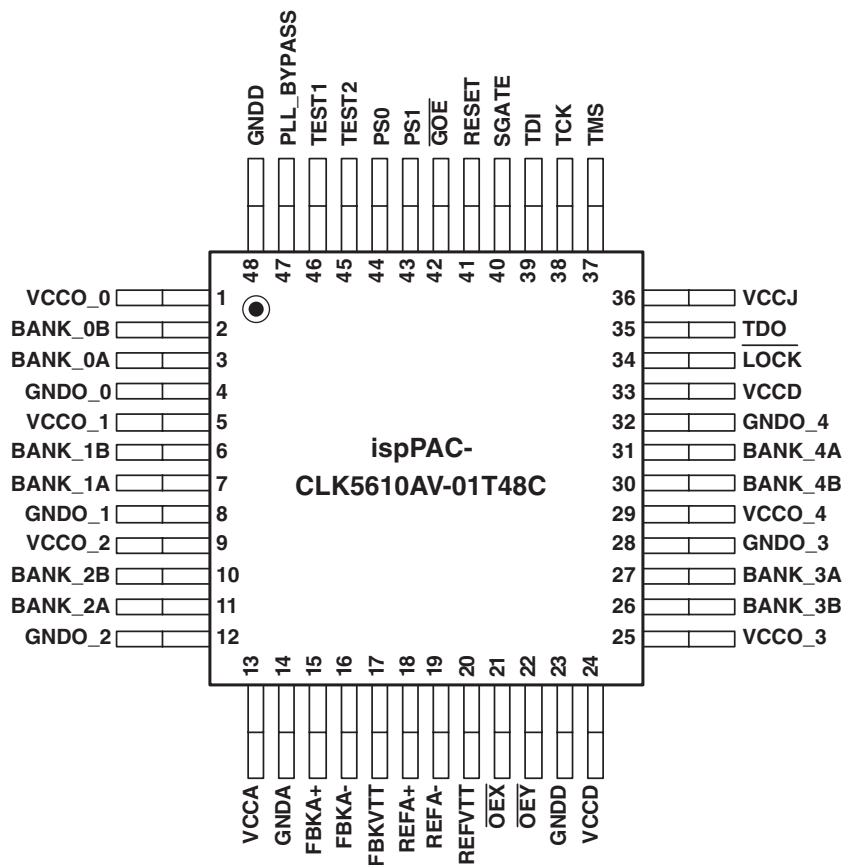 GNDD
PLL_BYPASS
TEST1
TEST2
PS0
PS1
GOE
RESET
SGATE
TDI
TCK
TMS
48
47
46
45
44
43
42
41
40
39
38
37
VCCO_0 1
BANK_0B 2
BANK_0A 3
GNDO_0 4
VCCO_1 5
BANK_1B 6
BANK_1A 7
GNDO_1 8
VCCO_2 9
BANK_2B 10
BANK_2A 11
GNDO_2 12
ispPAC-
CLK5610AV-01T48C
36 VCCJ
35 TDO
34 LOCK
33 VCCD
32 GNDO_4
31 BANK_4A
30 BANK_4B
29 VCCO_4
28 GNDO_3
27 BANK_3A
26 BANK_3B
25 VCCO_3
13
14
15
16
17
18
19
20
21
22
23
24
VCCA
GNDA
FBKA+
FBKA-
FBKVTT
REFA+
REFA-
REFVTT
OEX
OEY
GNDD
VCCD